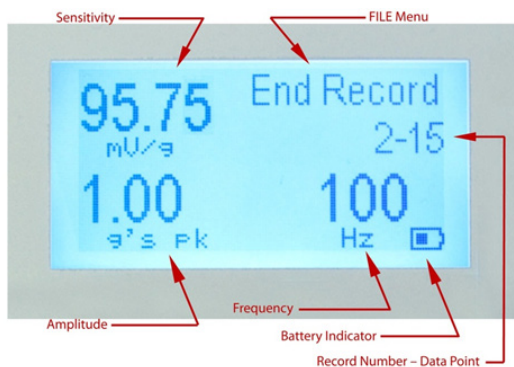 Sensitivity
FILE Menu
95.75
mV/g
End Record
2-15
1.00
g's pk
100
Hz
Frequency
Amplitude
Battery Indicator
Record Number – Data Point